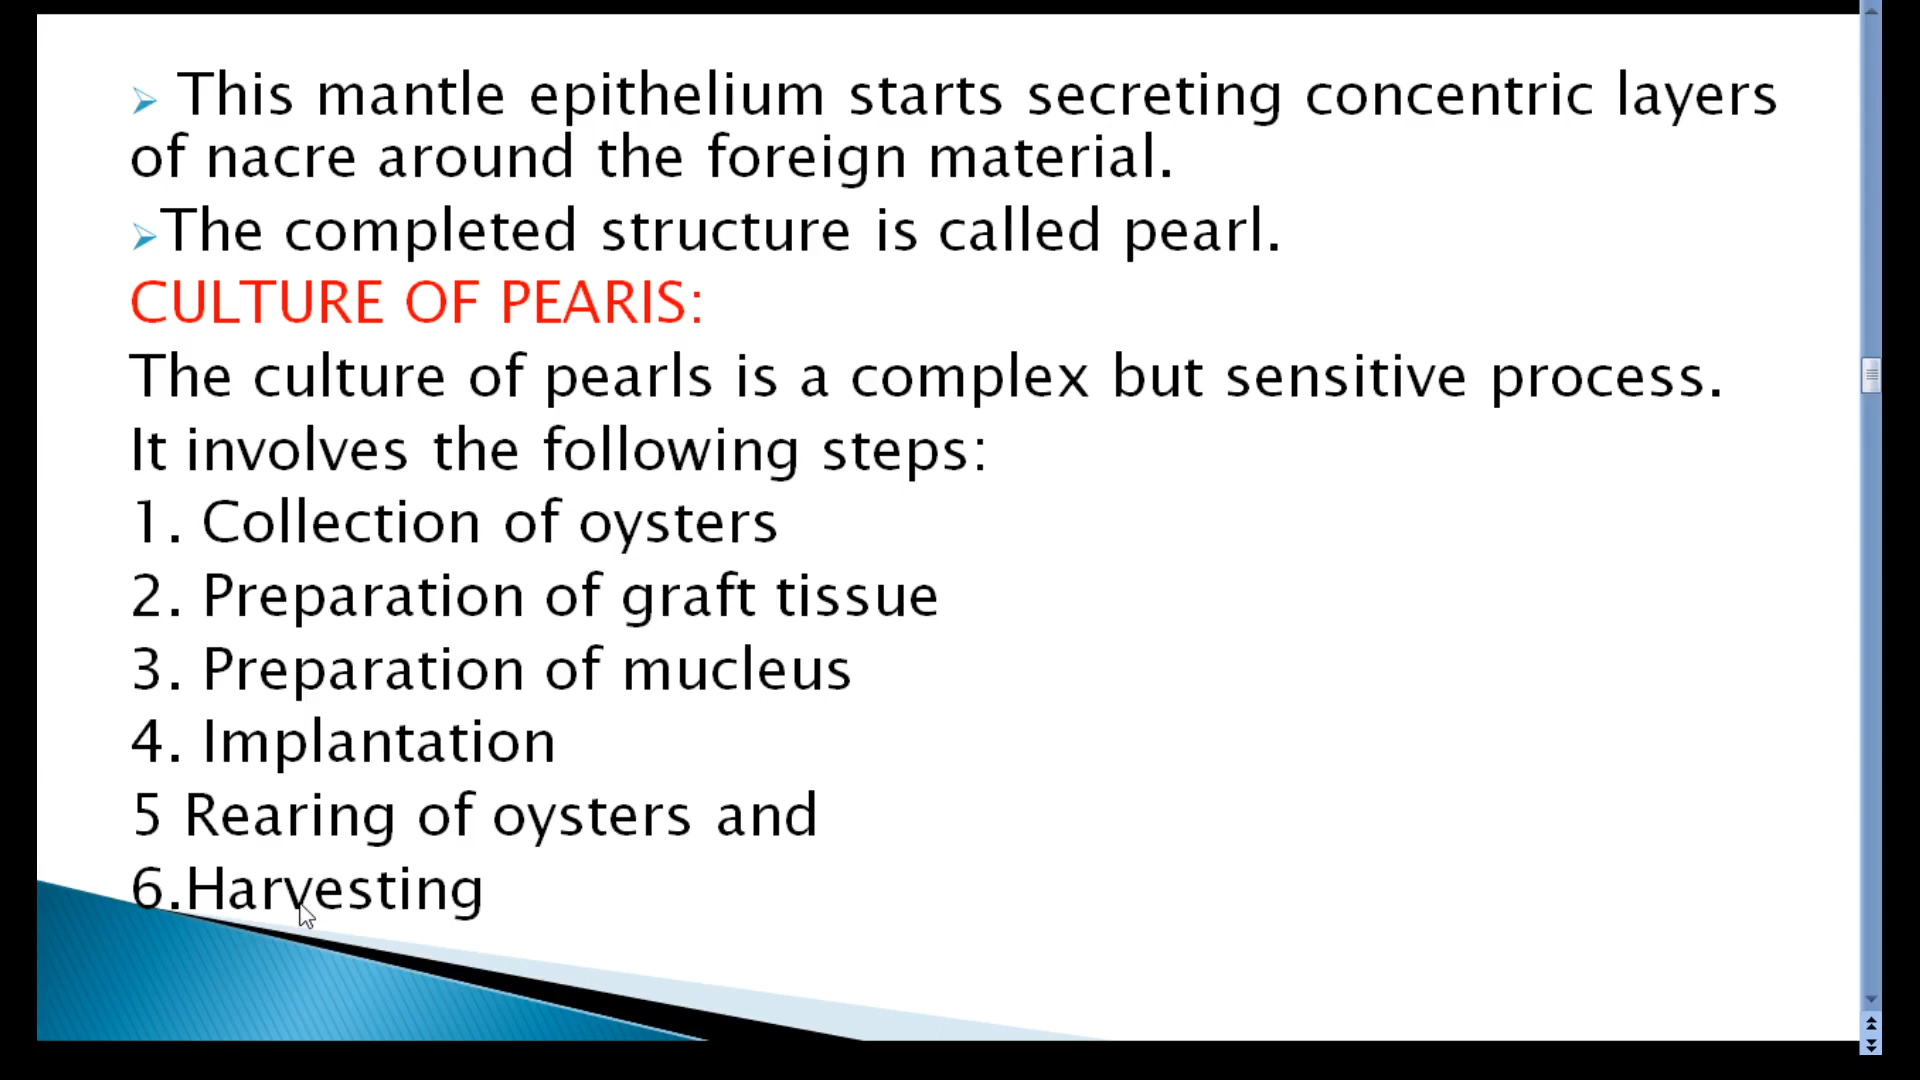 ➢ This mantle epithelium starts secreting concentric layers
of nacre around the foreign material.
➢The completed structure is called pearl.
CULTURE OF PEARIS:
The culture of pearls is a complex but sensitive process.
It involves the following steps:
1. Collection of oysters
2. Preparation of graft tissue
3. Preparation of mucleus
4. Implantation
5 Rearing of oysters and
6.Harvesting